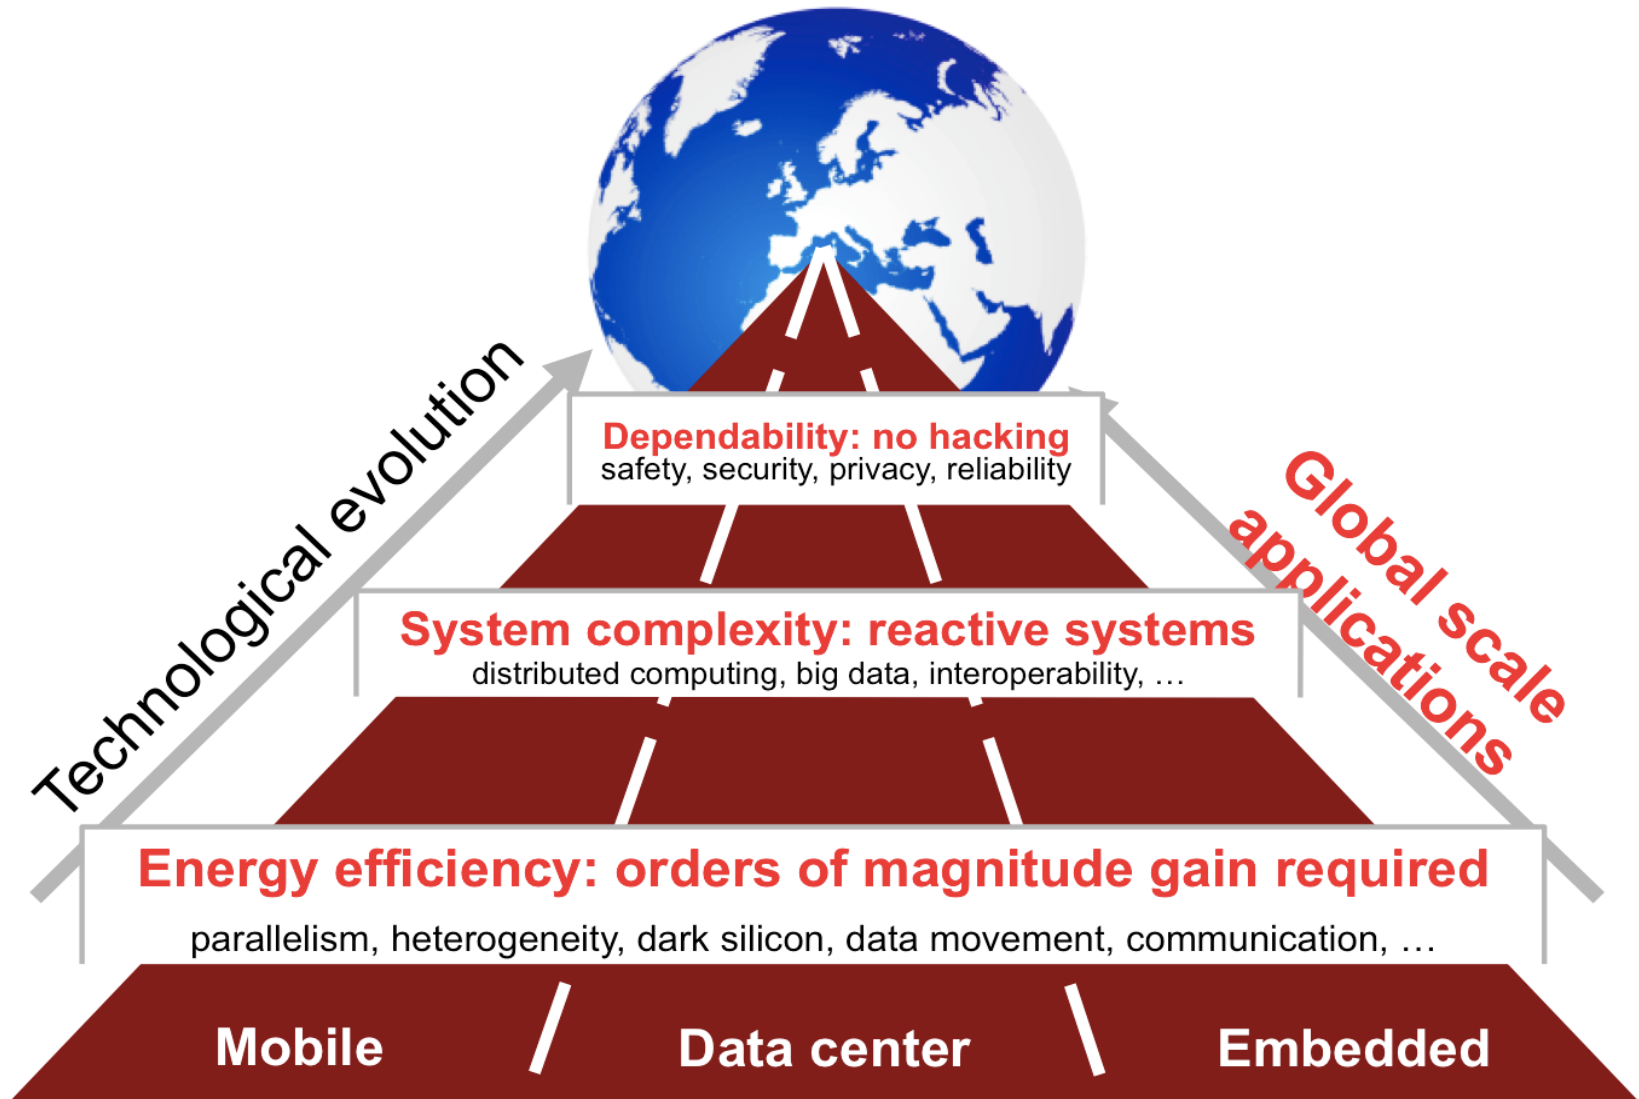 Technological evolution
Global scale
applications
Dependability: no hacking
safety, security, privacy, reliability
System complexity: reactive systems
distributed computing, big data, interoperability, …
Energy efficiency: orders of magnitude gain required
parallelism, heterogeneity, dark silicon, data movement, communication, …
Mobile
Data center
Embedded